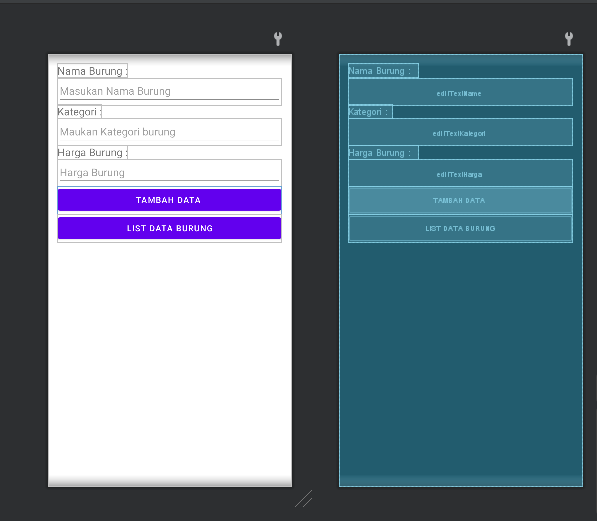 Nama Burung :
Masukan Nama Burung
Kategori :
Maukan Kategori burung
Harga Burung :
Harga Burung
TAMBAH DATA
LIST DATA BURUNG
Nama Burung :
editTextName
Kategori :
editTextKategori
Harga Burung :
editTextHarga
TAMBAH DATA
LIST DATA BURUNG